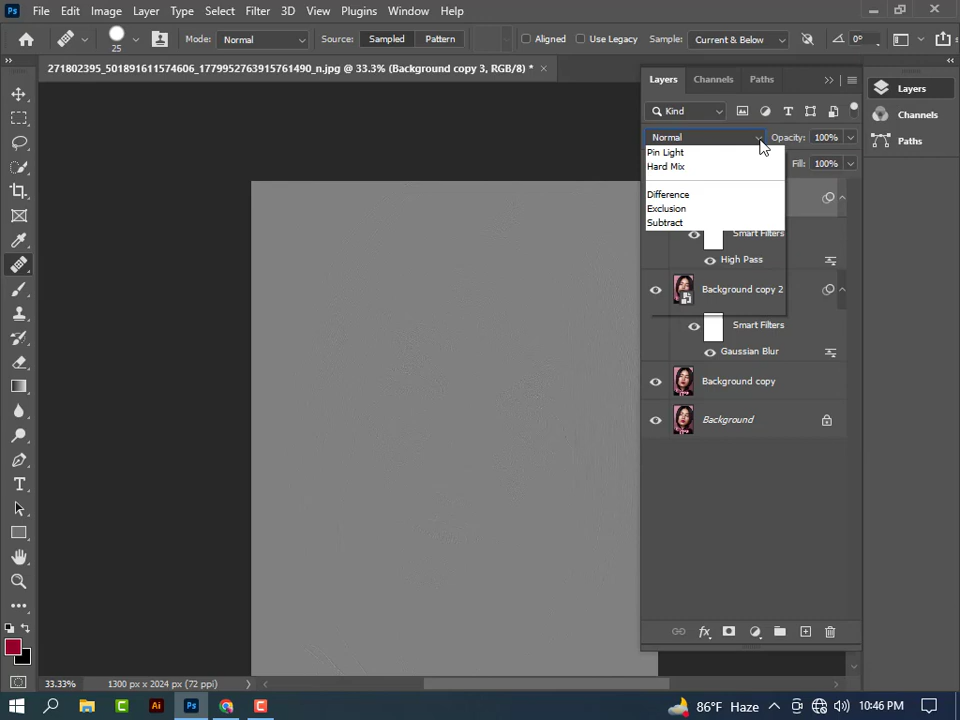 File Edit Image Layer Type Select Filter 3D View Plugins Window Help
25 Mode: Normal Source: Sampled Pattern Aligned Use Legacy Sample: Current & Below 0°
271802395_501891611574606_1779952763915761490_n.jpg @ 33.3% (Background copy 3, RGB/8) *
Layers Channels Paths
Layers
Kind
Channels
Normal Opacity: 100%
Paths
Pin Light
Hard Mix Fill: 100%
Difference
Exclusion
Subtract
Smart Filters
High Pass
Background copy 2
Smart Filters
Gaussian Blur
Background copy
Background
fx
33.33% 1300 px x 2024 px (72 ppi)
Ai Ps C 86°F Haze 10:46 PM